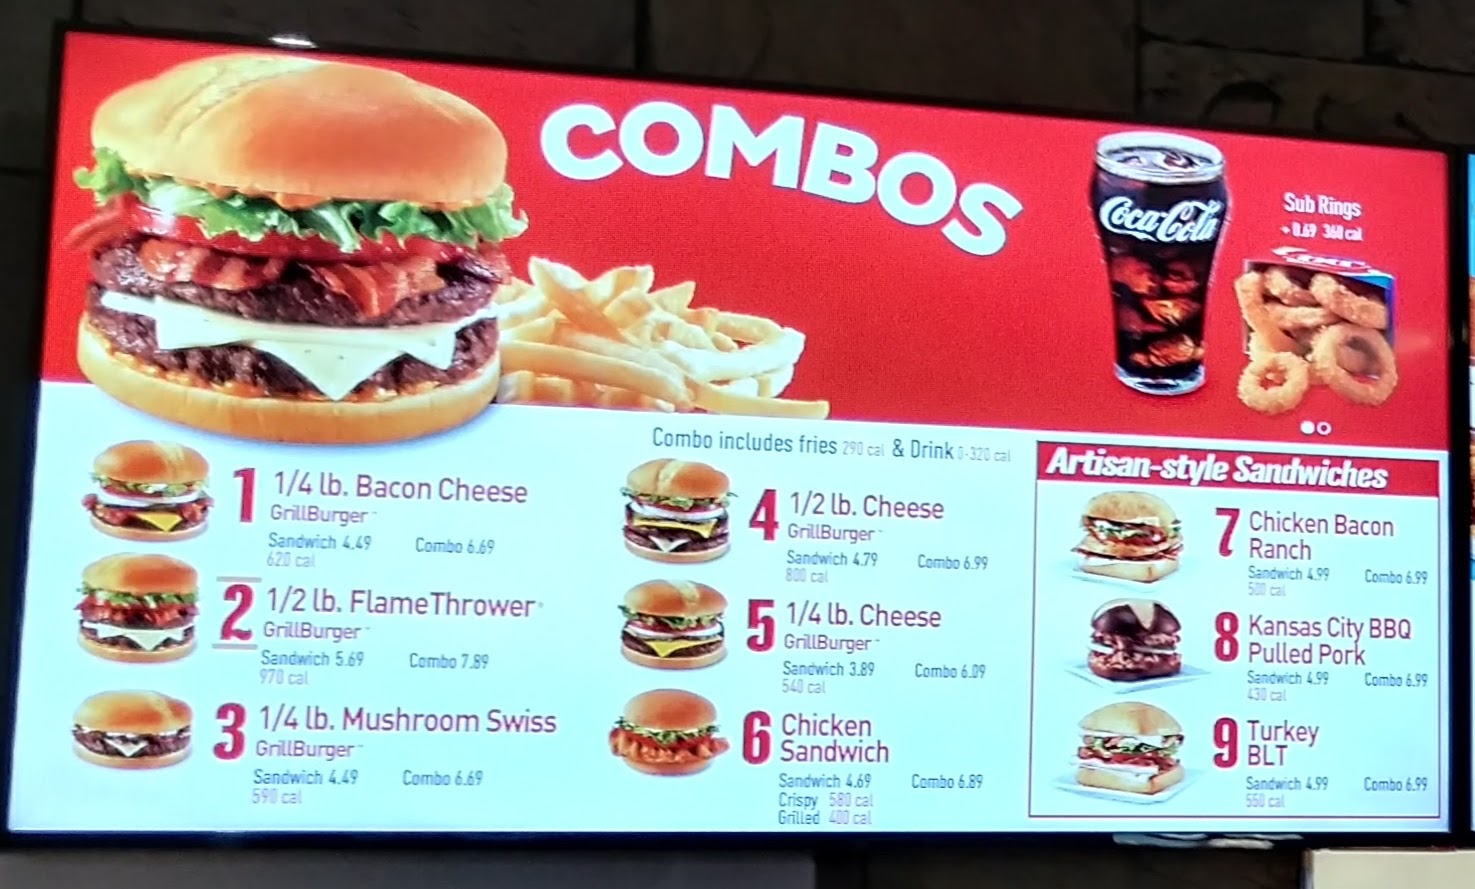 COMBOS
Coca-Cola
Sub Rings
+ 0.69 360 cal
Combo includes fries 290 cal & Drink 0-320 cal
1 1/4 lb. Bacon Cheese
GrillBurger™
Sandwich 4.49 Combo 6.69
620 cal
2 1/2 lb. FlameThrower®
GrillBurger™
Sandwich 5.69 Combo 7.89
970 cal
3 1/4 lb. Mushroom Swiss
GrillBurger™
Sandwich 4.49 Combo 6.69
590 cal
4 1/2 lb. Cheese
GrillBurger™
Sandwich 4.79 Combo 6.99
800 cal
5 1/4 lb. Cheese
GrillBurger™
Sandwich 3.89 Combo 6.09
540 cal
6 Chicken
Sandwich
Sandwich 4.69 Combo 6.89
Crispy 580 cal
Grilled 400 cal
Artisan-style Sandwiches
7 Chicken Bacon
Ranch
Sandwich 4.99 Combo 6.99
500 cal
8 Kansas City BBQ
Pulled Pork
Sandwich 4.99 Combo 6.99
430 cal
9 Turkey
BLT
Sandwich 4.99 Combo 6.99
550 cal